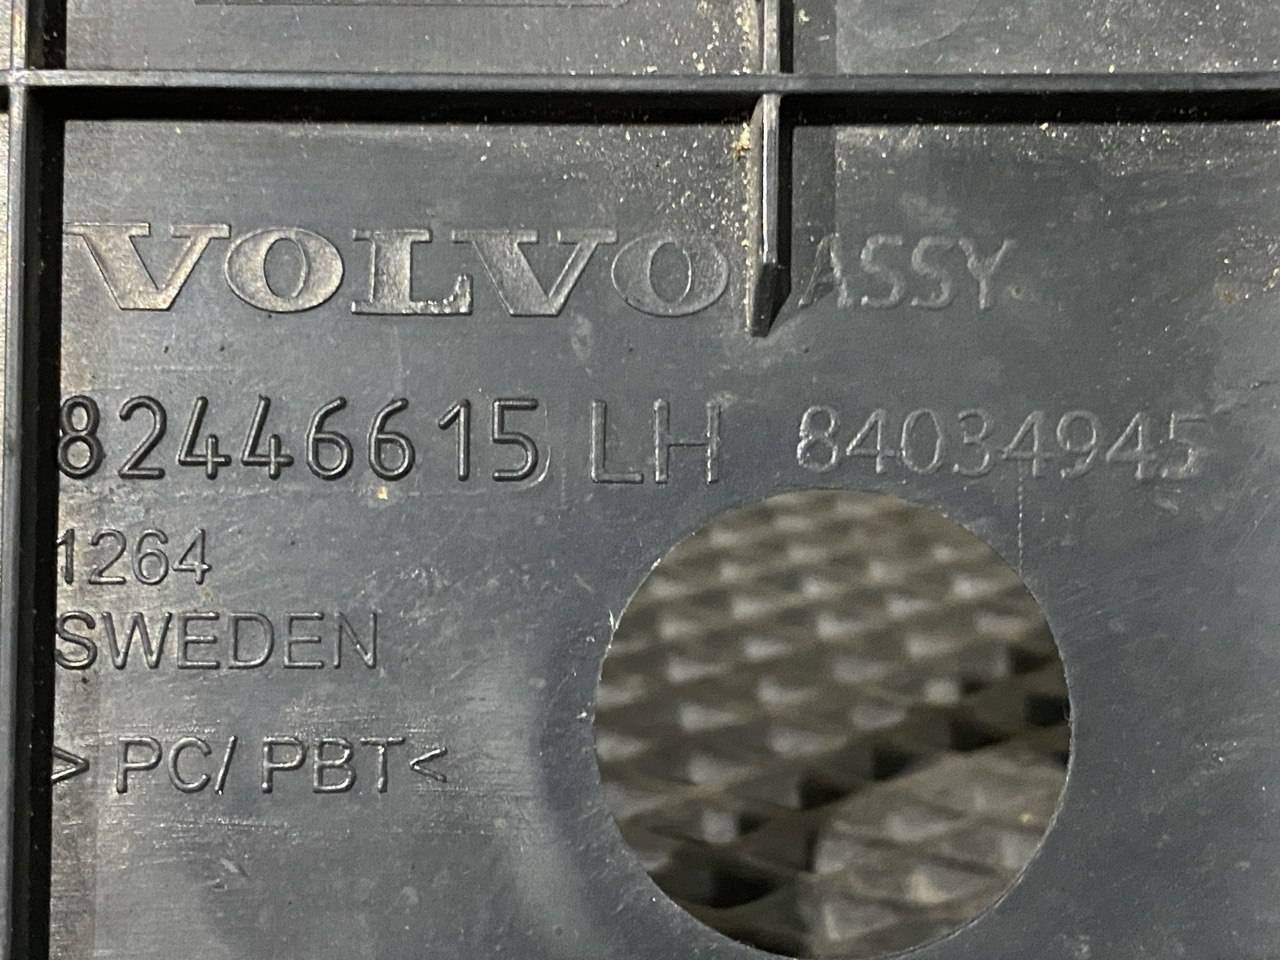 VOLVO ASSY
82446615 LH 84034945
1264
SWEDEN
> PC/ PBT<